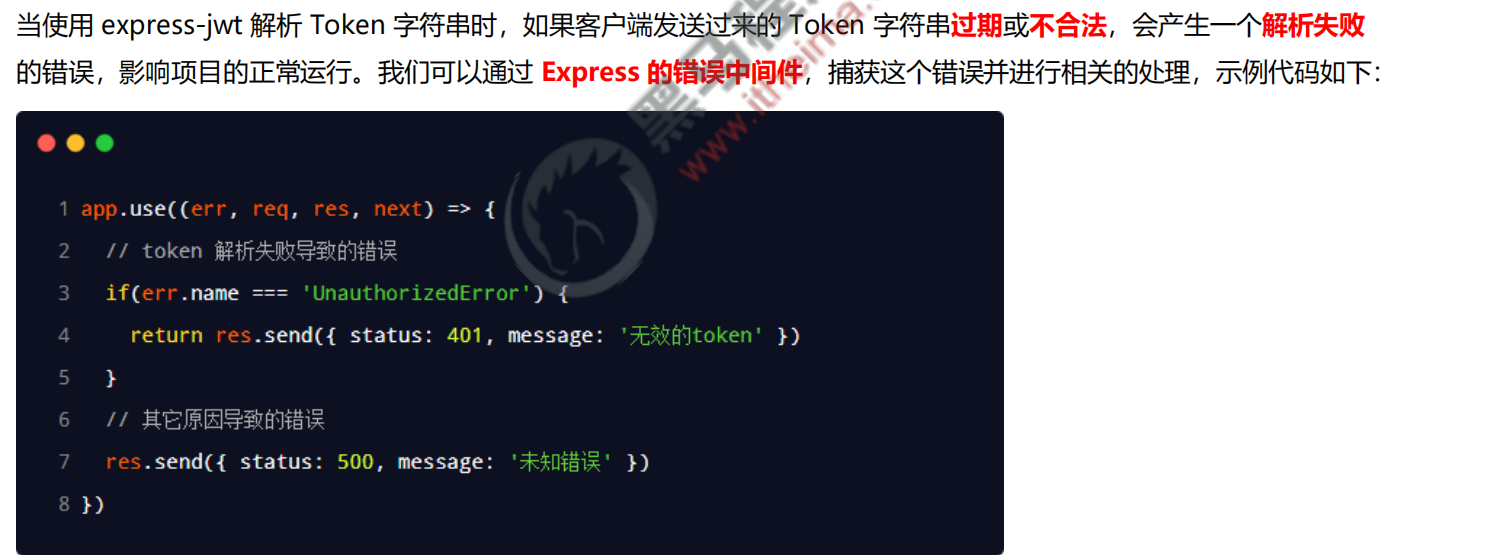 当使用 express-jwt 解析 Token 字符串时，如果客户端发送过来的 Token 字符串过期或不合法，会产生一个解析失败
的错误，影响项目的正常运行。我们可以通过 Express 的错误中间件，捕获这个错误并进行相关的处理，示例代码如下：
黑马程
www.itheima.
1 app.use((err, req, res, next) => {
2   // token 解析失败导致的错误
3   if(err.name === 'UnauthorizedError') {
4     return res.send({ status: 401, message: '无效的token' })
5   }
6   // 其它原因导致的错误
7   res.send({ status: 500, message: '未知错误' })
8 })